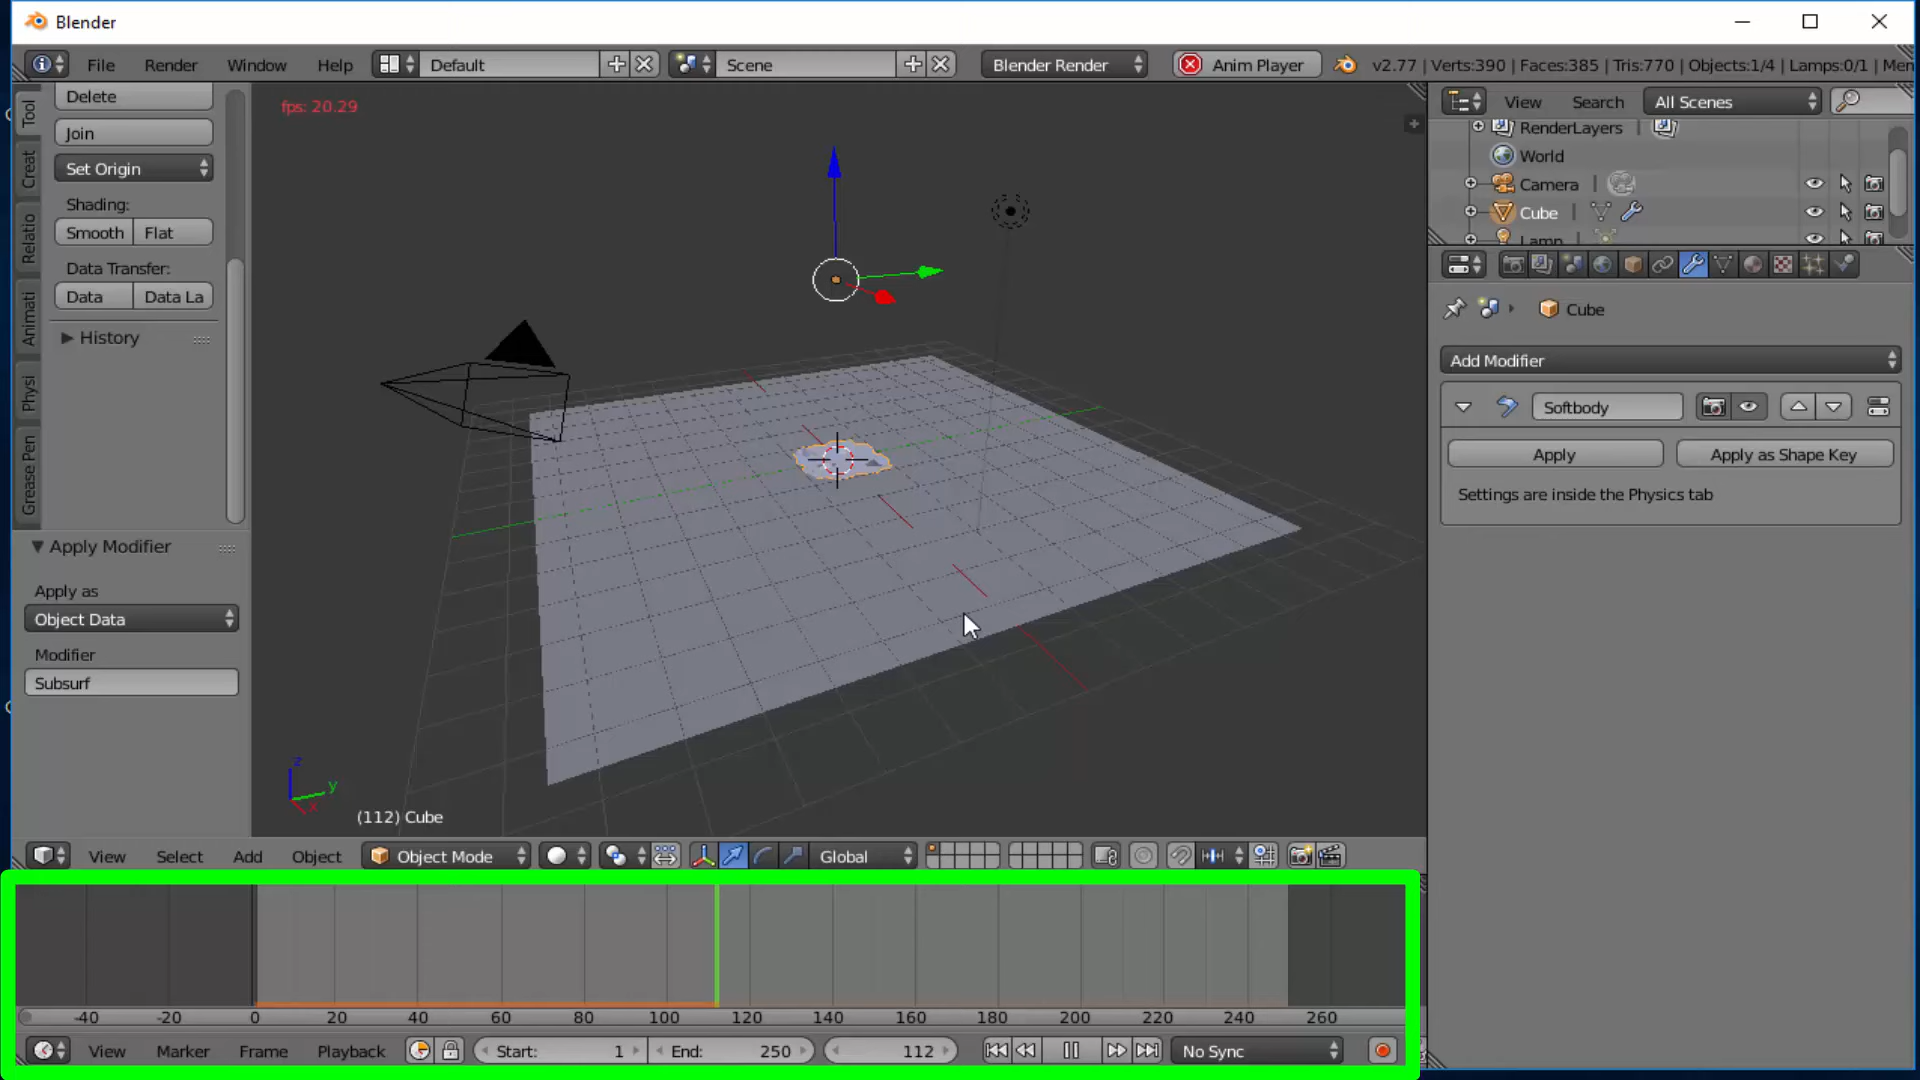 Blender
File Render Window Help Default Scene Blender Render Anim Player v2.77 | Verts:390 | Faces:385 | Tris:770 | Objects:1/4 | Lamps:0/1 | Men
Delete
Join
Set Origin
Shading:
Smooth Flat
Data Transfer:
Data Data La
History
Tool
Creat
Relatio
Animati
Physi
Grease Pen
Apply Modifier
Apply as
Object Data
Modifier
Subsurf
fps: 20.29
z
y
x
(112) Cube
View Search All Scenes
RenderLayers
World
Camera
Cube
Lamp
Cube
Add Modifier
Softbody
Apply Apply as Shape Key
Settings are inside the Physics tab
View Select Add Object Object Mode Global
-40 -20 0 20 40 60 80 100 120 140 160 180 200 220 240 260
View Marker Frame Playback Start: 1 End: 250 112 No Sync